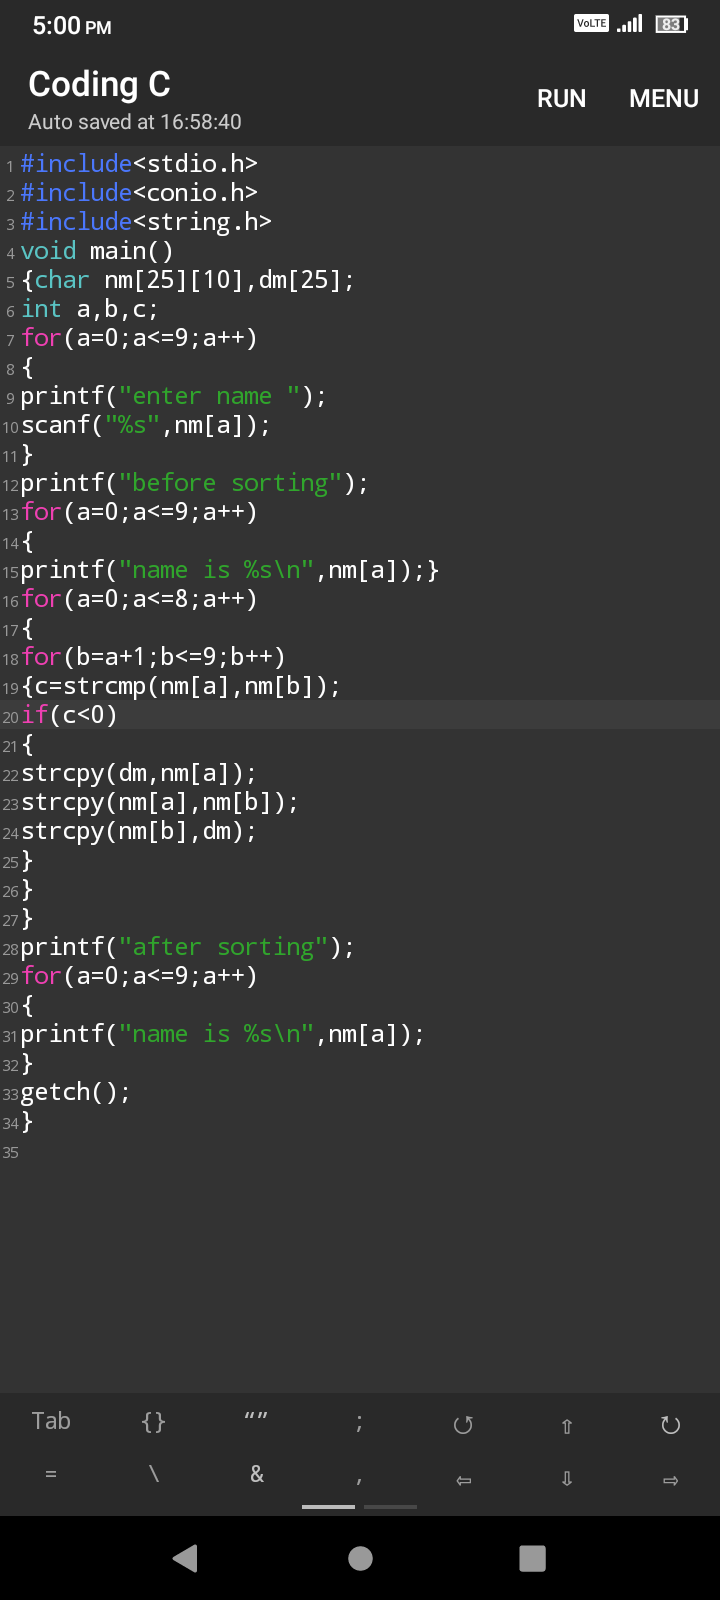 5:00 PM VoLTE 83
Coding C
RUN MENU
Auto saved at 16:58:40
1 #include<stdio.h>
2 #include<conio.h>
3 #include<string.h>
4 void main()
5 {char nm[25][10],dm[25];
6 int a,b,c;
7 for(a=0;a<=9;a++)
8 {
9 printf("enter name ");
10 scanf("%s",nm[a]);
11 }
12 printf("before sorting");
13 for(a=0;a<=9;a++)
14 {
15 printf("name is %s\n",nm[a]);}
16 for(a=0;a<=8;a++)
17 {
18 for(b=a+1;b<=9;b++)
19 {c=strcmp(nm[a],nm[b]);
20 if(c<0)
21 {
22 strcpy(dm,nm[a]);
23 strcpy(nm[a],nm[b]);
24 strcpy(nm[b],dm);
25 }
26 }
27 }
28 printf("after sorting");
29 for(a=0;a<=9;a++)
30 {
31 printf("name is %s\n",nm[a]);
32 }
33 getch();
34 }
35
Tab {} “” ; ↺ ⇧ ↻
= \ & , ⇦ ⇩ ⇨